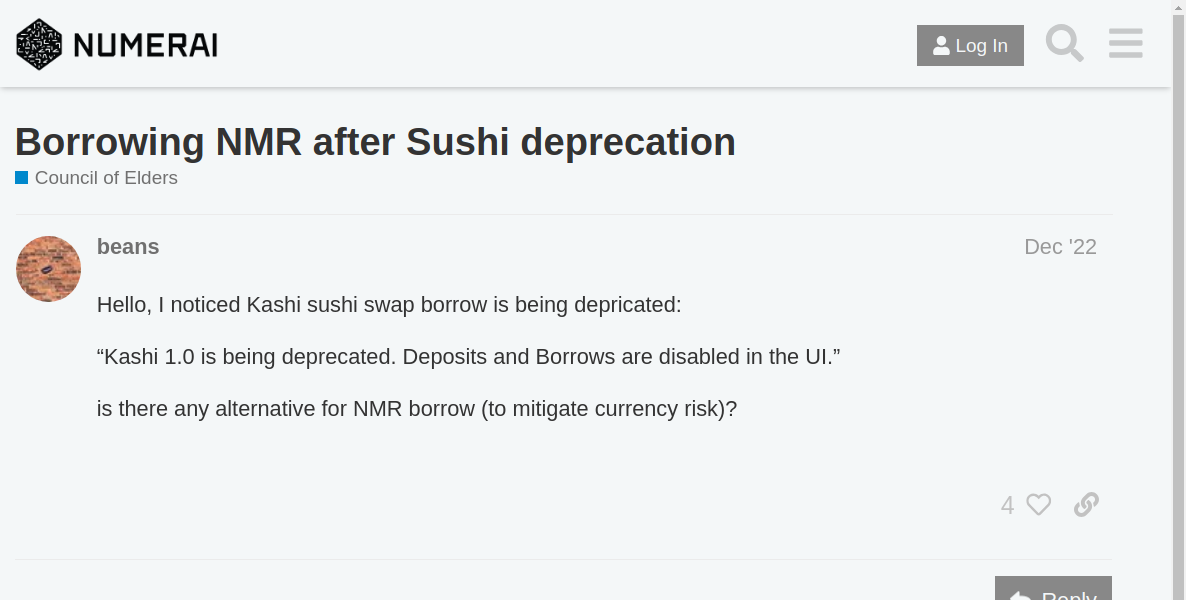 NUMERAI
Log In
Borrowing NMR after Sushi deprecation
Council of Elders
beans
Dec '22
Hello, I noticed Kashi sushi swap borrow is being depricated:
“Kashi 1.0 is being deprecated. Deposits and Borrows are disabled in the UI.”
is there any alternative for NMR borrow (to mitigate currency risk)?
4
Reply